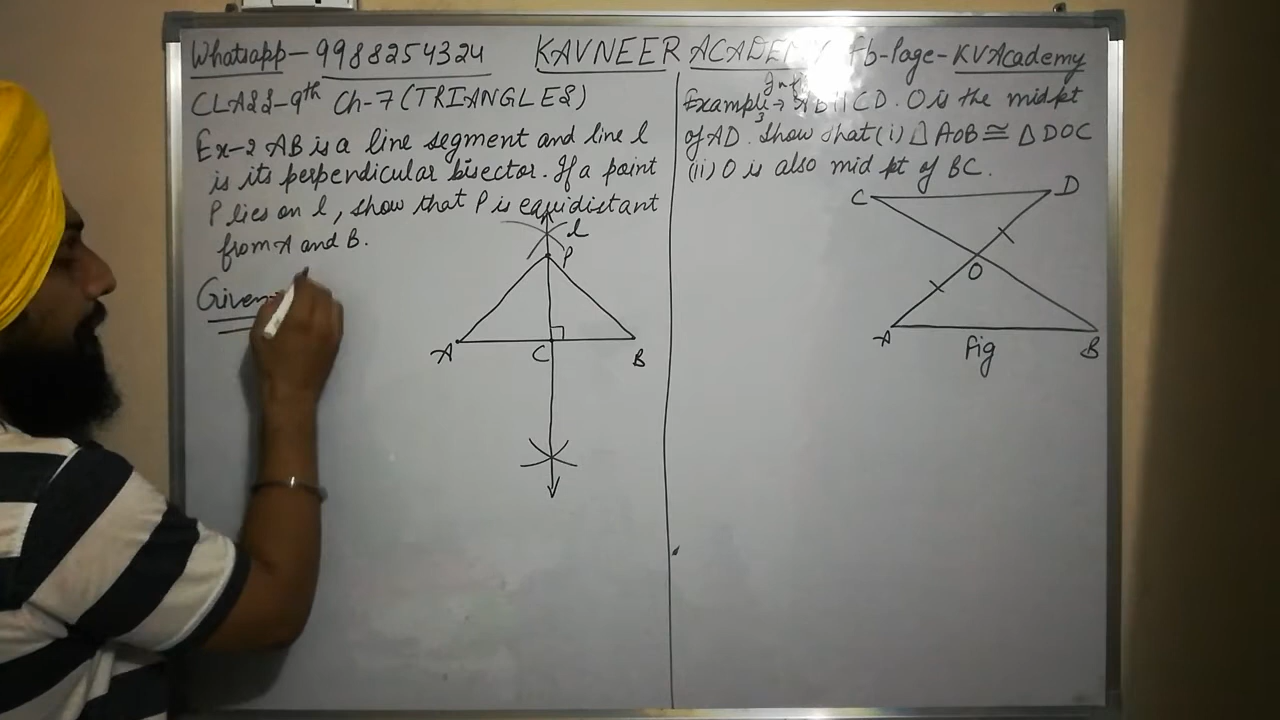 Whatsapp-9988254324 KAVNEER ACADEMY Fb-Page-KVAcademy
CLASS-9th Ch-7 (TRIANGLES)
Ex-2 AB is a line segment and line l
is its perpendicular bisector. If a point
P lies on l, show that P is equidistant
from A and B.
Given
l
P
A
C
B
Example 3→ AB || CD. O is the mid pt
of AD. Show that (i) △ AOB ≅ △ DOC
(ii) O is also mid pt of BC.
C
D
O
A
Fig
B